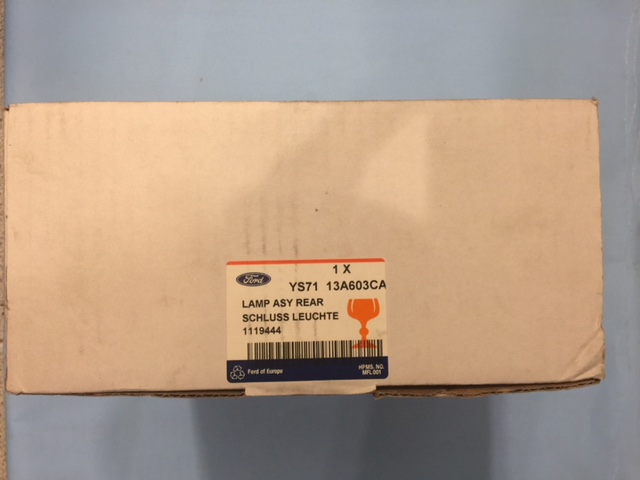 1 X
Ford
YS71 13A603CA
LAMP ASY REAR
SCHLUSS LEUCHTE
1119444
Ford of Europe
HPMS. NO.
MFL001